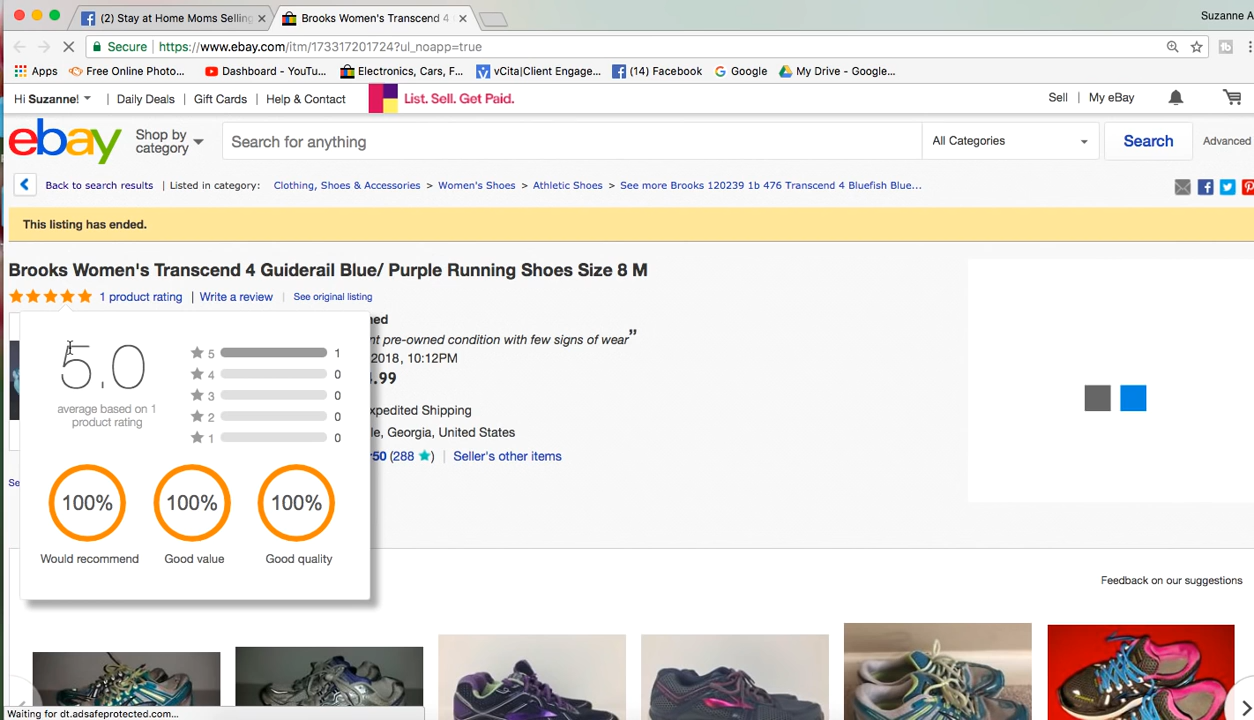 (2) Stay at Home Moms Selling
Brooks Women's Transcend 4
Suzanne A
Secure
https://www.ebay.com/itm/173317201724?ul_noapp=true
Apps
Free Online Photo...
Dashboard - YouTu...
Electronics, Cars, F...
vCita|Client Engage...
(14) Facebook
Google
My Drive - Google...
Hi Suzanne!
Daily Deals
Gift Cards
Help & Contact
List. Sell. Get Paid.
Sell
My eBay
ebay
Shop by
category
Search for anything
All Categories
Search
Advanced
Back to search results
Listed in category:
Clothing, Shoes & Accessories > Women's Shoes > Athletic Shoes > See more Brooks 120239 1b 476 Transcend 4 Bluefish Blue...
This listing has ended.
Brooks Women's Transcend 4 Guiderail Blue/ Purple Running Shoes Size 8 M
1 product rating
Write a review
See original listing
5.0
average based on 1
product rating
5 1
4 0
3 0
2 0
1 0
100%
100%
100%
Would recommend
Good value
Good quality
pre-owned condition with few signs of wear”
2018, 10:12PM
.99
Shipping
Georgia, United States
(288)
Seller's other items
Feedback on our suggestions
Waiting for dt.adsafeprotected.com...